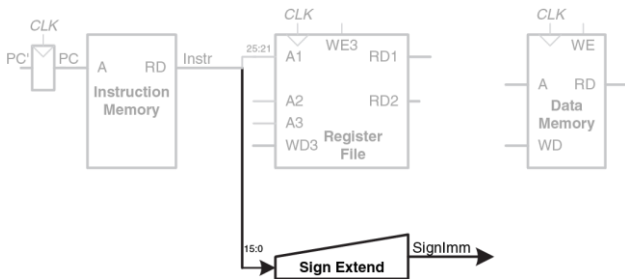 CLK CLK CLK
PC' PC A RD Instr 25:21 A1 WE3 RD1 WE
Instruction Memory
A2 RD2 A RD
A3
Register File
WD3
Data Memory
WD
15:0 Sign Extend SignImm